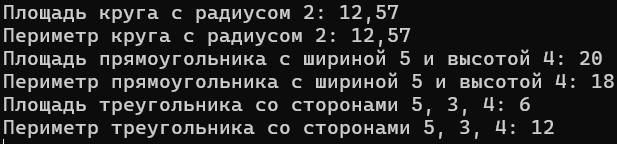 Площадь круга с радиусом 2: 12,57
Периметр круга с радиусом 2: 12,57
Площадь прямоугольника с шириной 5 и высотой 4: 20
Периметр прямоугольника с шириной 5 и высотой 4: 18
Площадь треугольника со сторонами 5, 3, 4: 6
Периметр треугольника со сторонами 5, 3, 4: 12